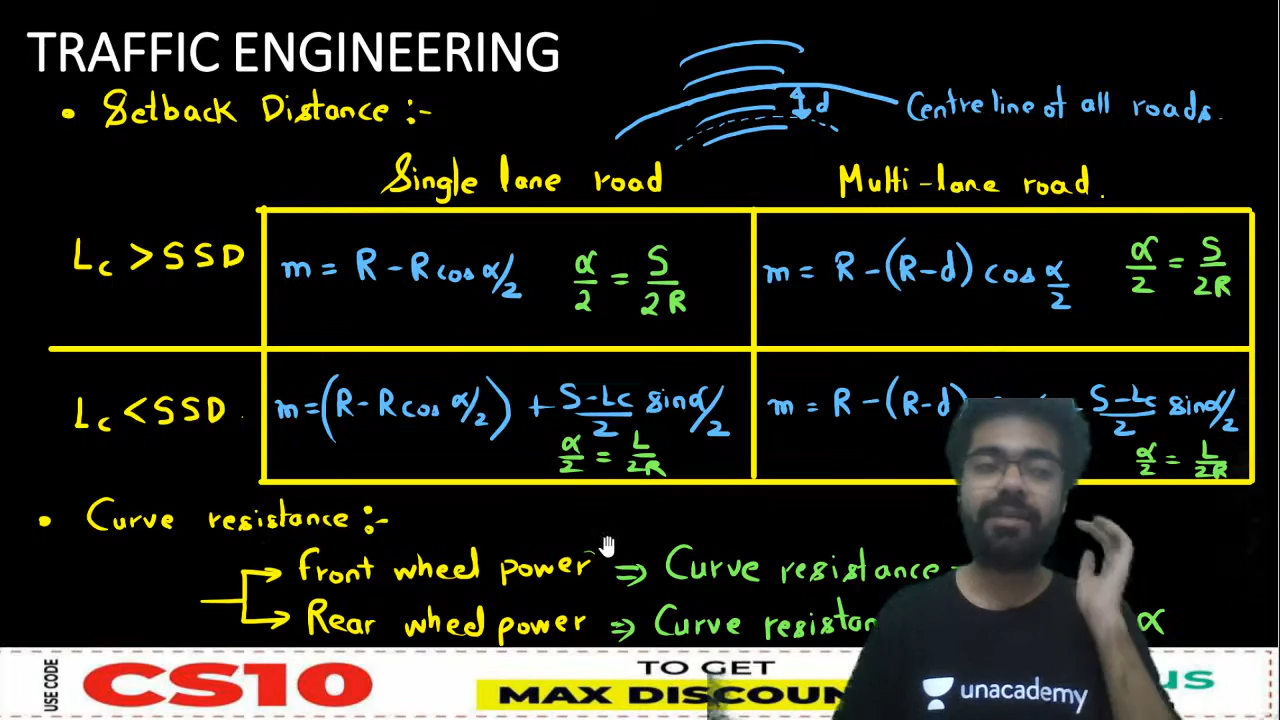 TRAFFIC ENGINEERING
• Setback Distance :-
d
Centre line of all roads.
Single lane road
Multi-lane road.
Lc > SSD
m = R - R cos α/2
α/2 = S/2R
m = R - (R-d) cos α/2
α/2 = S/2R
Lc < SSD.
m = (R - R cos α/2) + S-Lc/2 sin α/2
α/2 = L/2R
m = R - (R-d) S-Lc/2 sin α/2
α/2 = L/2R
• Curve resistance :-
Front wheel power ⇒ Curve resistance
Rear wheel power ⇒ Curve α
USE CODE
CS10
TO GET
MAX
unacademy